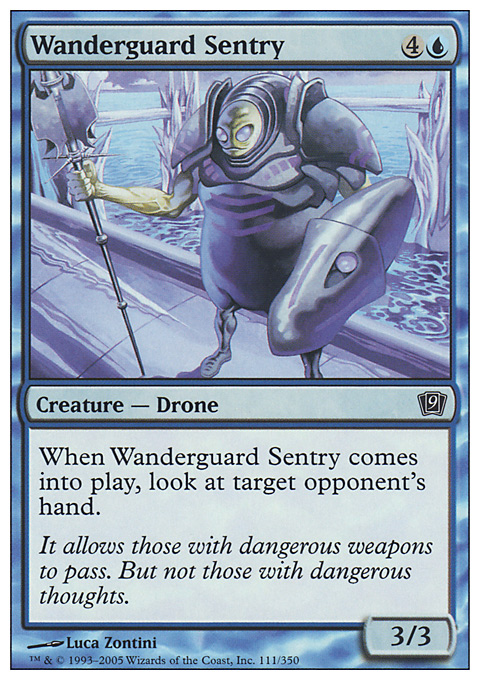 Wanderguard Sentry 4
Creature — Drone 9
When Wanderguard Sentry comes
into play, look at target opponent's
hand.
It allows those with dangerous weapons
to pass. But not those with dangerous
thoughts.
3/3
Luca Zontini
™ & © 1993–2005 Wizards of the Coast, Inc. 111/350